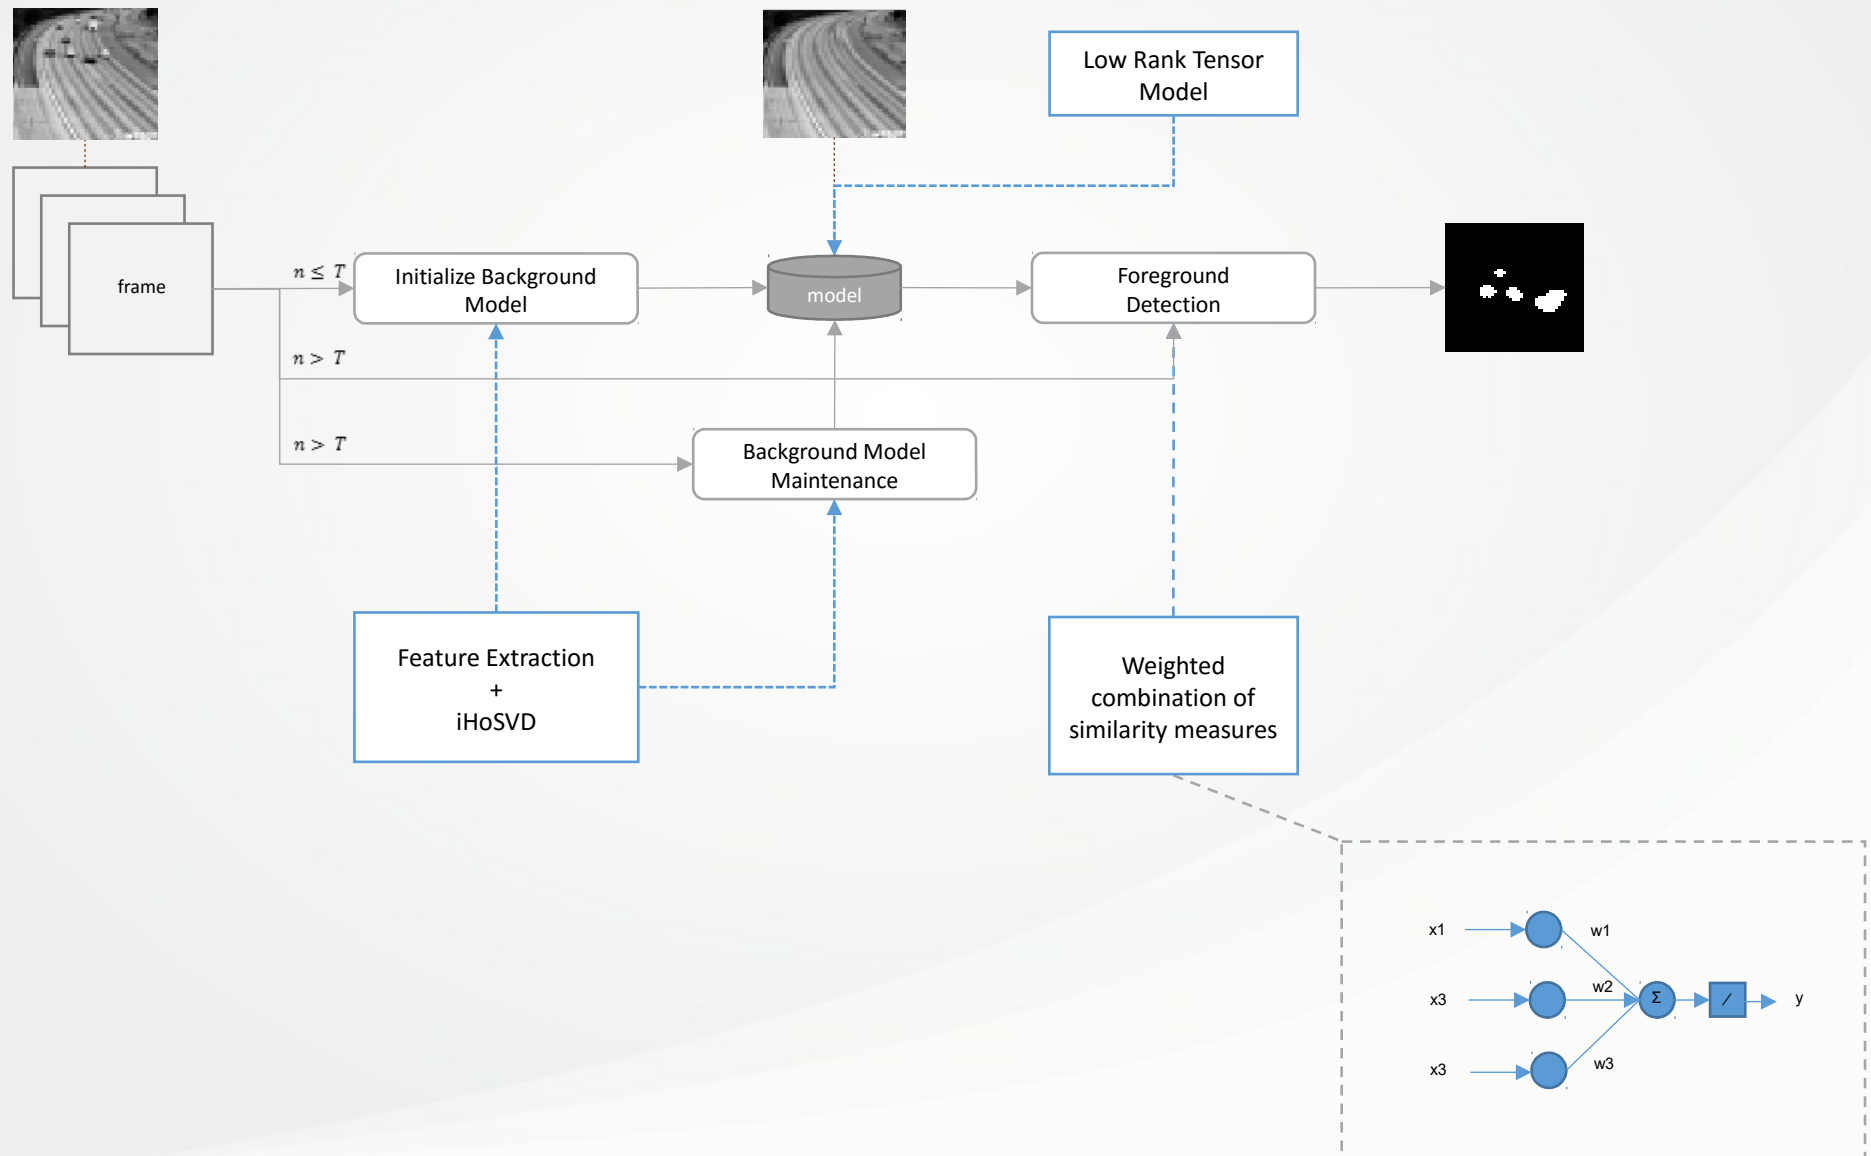 Low Rank Tensor
Model
frame
n ≤ T
Initialize Background
Model
model
Foreground
Detection
n > T
n > T
Background Model
Maintenance
Feature Extraction
+
iHoSVD
Weighted
combination of
similarity measures
x1
w1
x3
w2
Σ
/
y
x3
w3